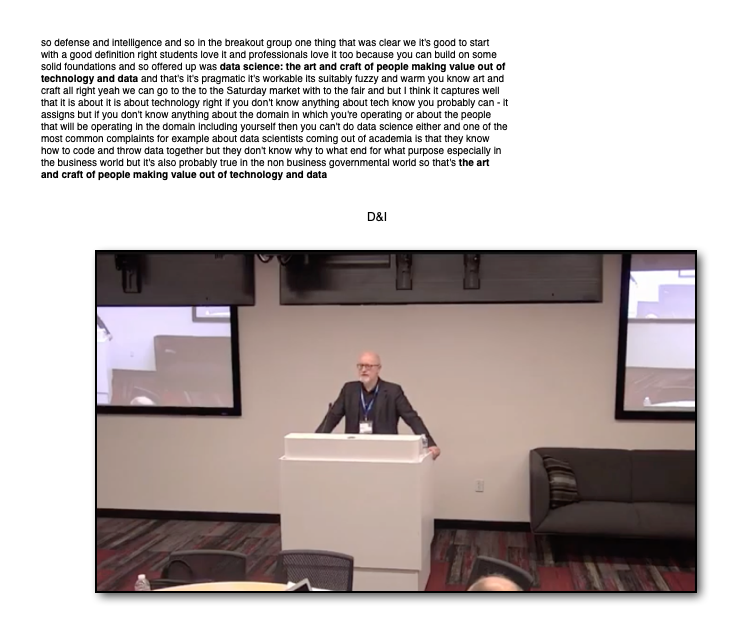 so defense and intelligence and so in the breakout group one thing that was clear we it's good to start
with a good definition right students love it and professionals love it too because you can build on some
solid foundations and so offered up was data science: the art and craft of people making value out of
technology and data and that's it's pragmatic it's workable its suitably fuzzy and warm you know art and
craft all right yeah we can go to the to the Saturday market with to the fair and but I think it captures well
that it is about it is about technology right if you don't know anything about tech know you probably can - it
assigns but if you don't know anything about the domain in which you're operating or about the people
that will be operating in the domain including yourself then you can't do data science either and one of the
most common complaints for example about data scientists coming out of academia is that they know
how to code and throw data together but they don't know why to what end for what purpose especially in
the business world but it's also probably true in the non business governmental world so that's the art
and craft of people making value out of technology and data
D&I